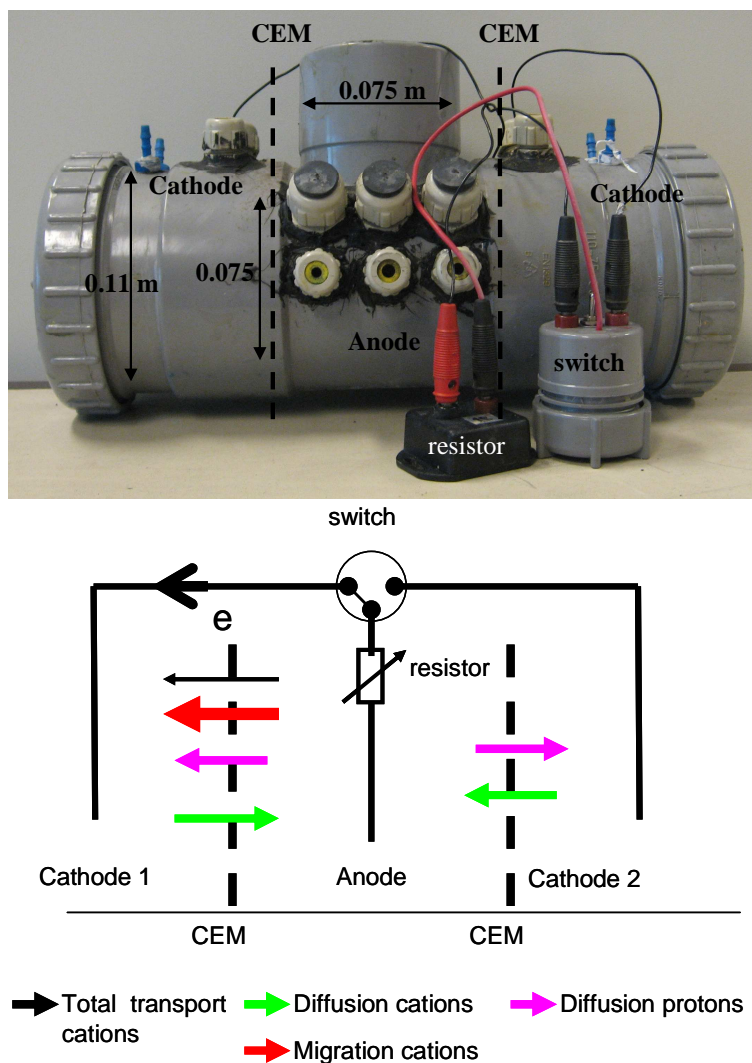 CEM CEM
0.075 m
Cathode Cathode
0.11 m
0.075
Anode
switch
resistor
switch
e
resistor
Cathode 1 Anode Cathode 2
CEM CEM
Total transport cations
Diffusion cations
Diffusion protons
Migration cations